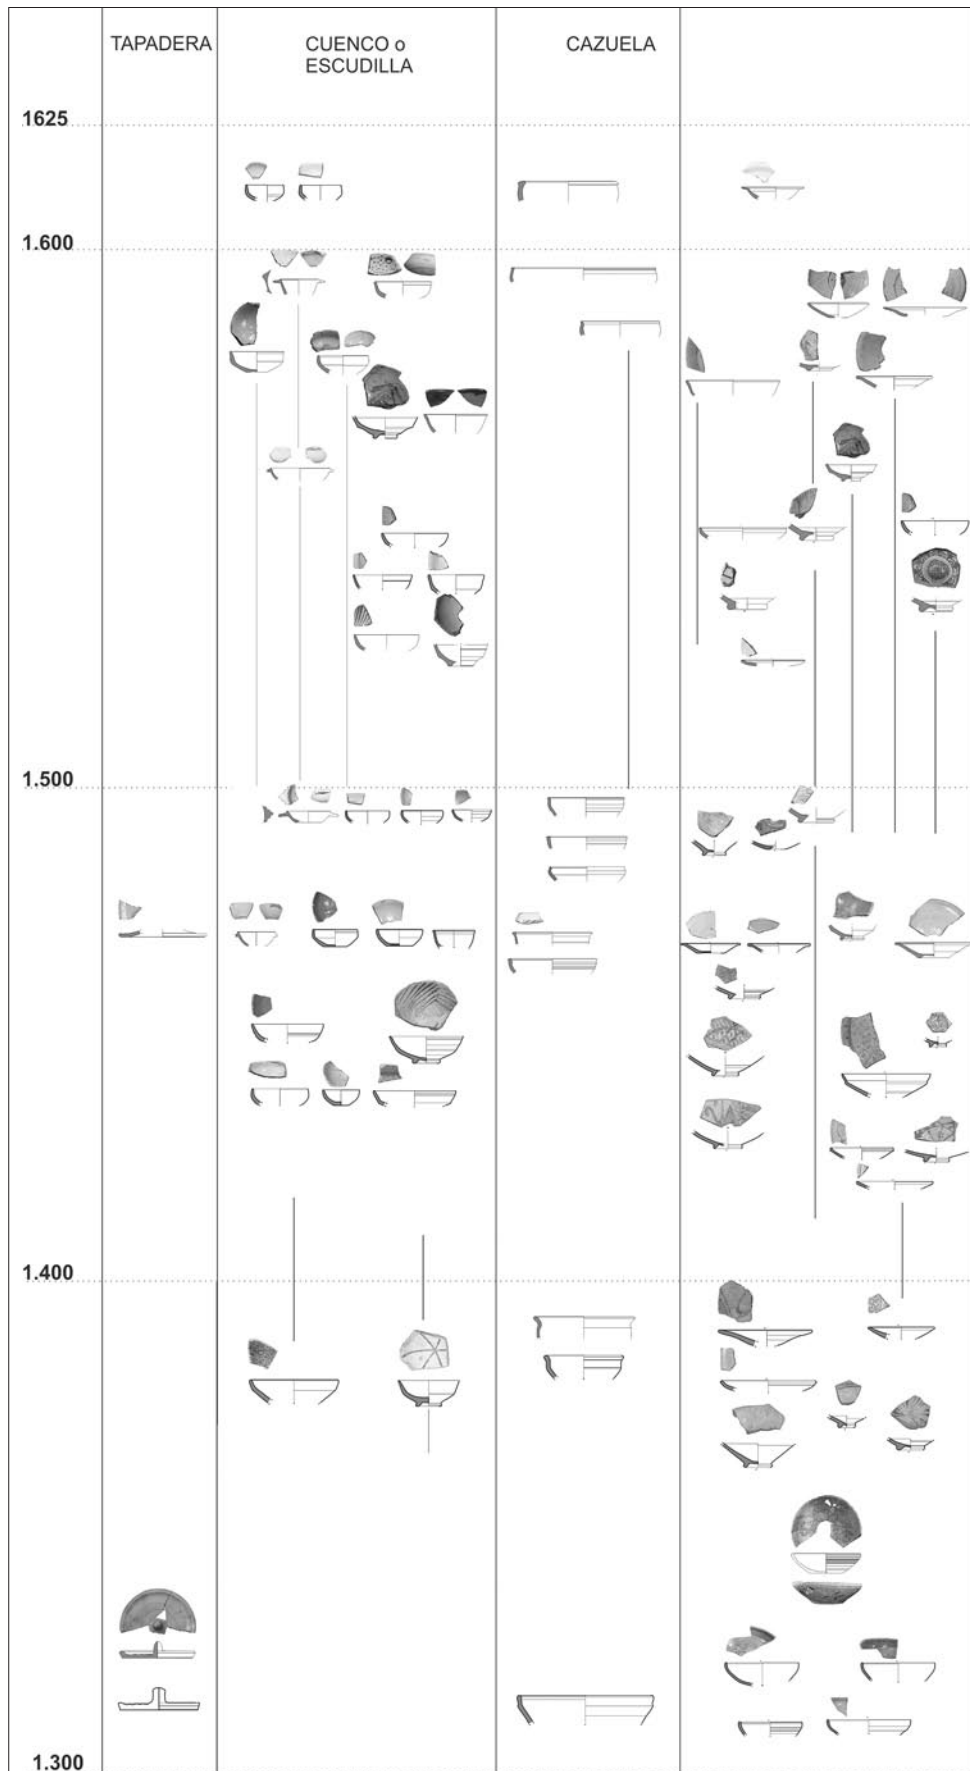 TAPADERA
CUENCO o
ESCUDILLA
CAZUELA
1625
1.600
1.500
1.400
1.300